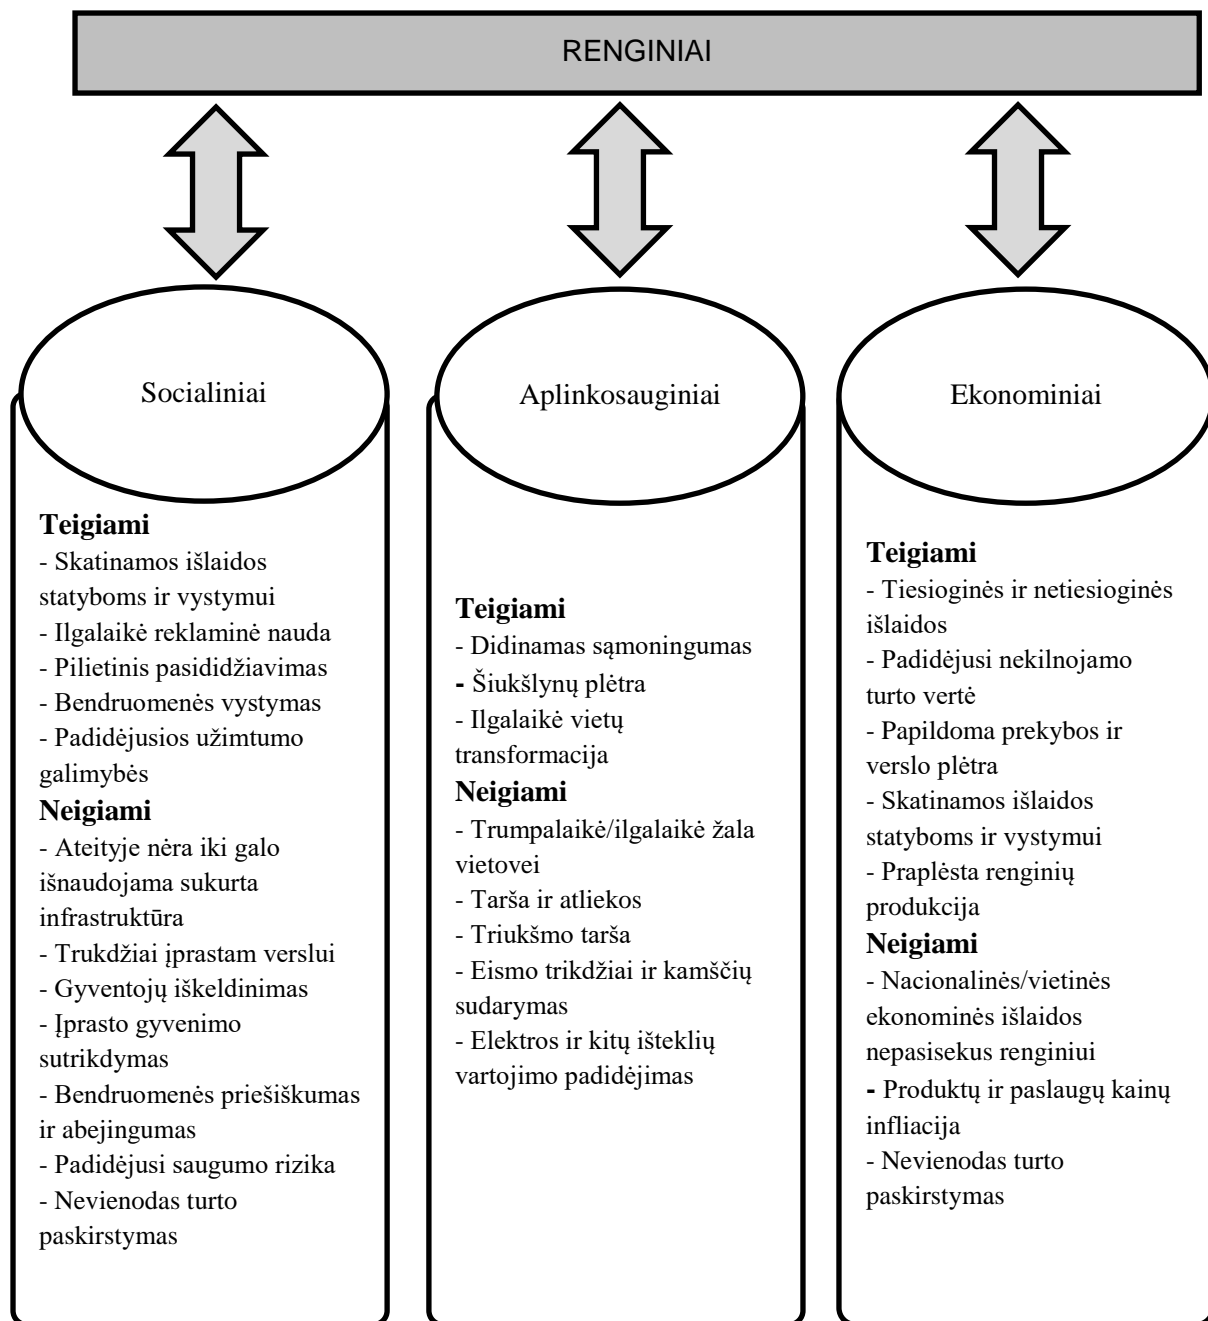 RENGINIAI
Socialiniai
Teigiami
- Skatinamos išlaidos
statyboms ir vystymui
- Ilgalaikė reklaminė nauda
- Pilietinis pasididžiavimas
- Bendruomenės vystymas
- Padidėjusios užimtumo
galimybės
Neigiami
- Ateityje nėra iki galo
išnaudojama sukurta
infrastruktūra
- Trukdžiai įprastam verslui
- Gyventojų iškeldinimas
- Įprasto gyvenimo
sutrikdymas
- Bendruomenės priešiškumas
ir abejingumas
- Padidėjusi saugumo rizika
- Nevienodas turto
paskirstymas
Aplinkosauginiai
Teigiami
- Didinamas sąmoningumas
- Šiukšlynų plėtra
- Ilgalaikė vietų
transformacija
Neigiami
- Trumpalaikė/ilgalaikė žala
vietovei
- Tarša ir atliekos
- Triukšmo tarša
- Eismo trikdžiai ir kamščių
sudarymas
- Elektros ir kitų išteklių
vartojimo padidėjimas
Ekonominiai
Teigiami
- Tiesioginės ir netiesioginės
išlaidos
- Padidėjusi nekilnojamo
turto vertė
- Papildoma prekybos ir
verslo plėtra
- Skatinamos išlaidos
statyboms ir vystymui
- Praplėsta renginių
produkcija
Neigiami
- Nacionalinės/vietinės
ekonominės išlaidos
nepasisekus renginiui
- Produktų ir paslaugų kainų
infliacija
- Nevienodas turto
paskirstymas